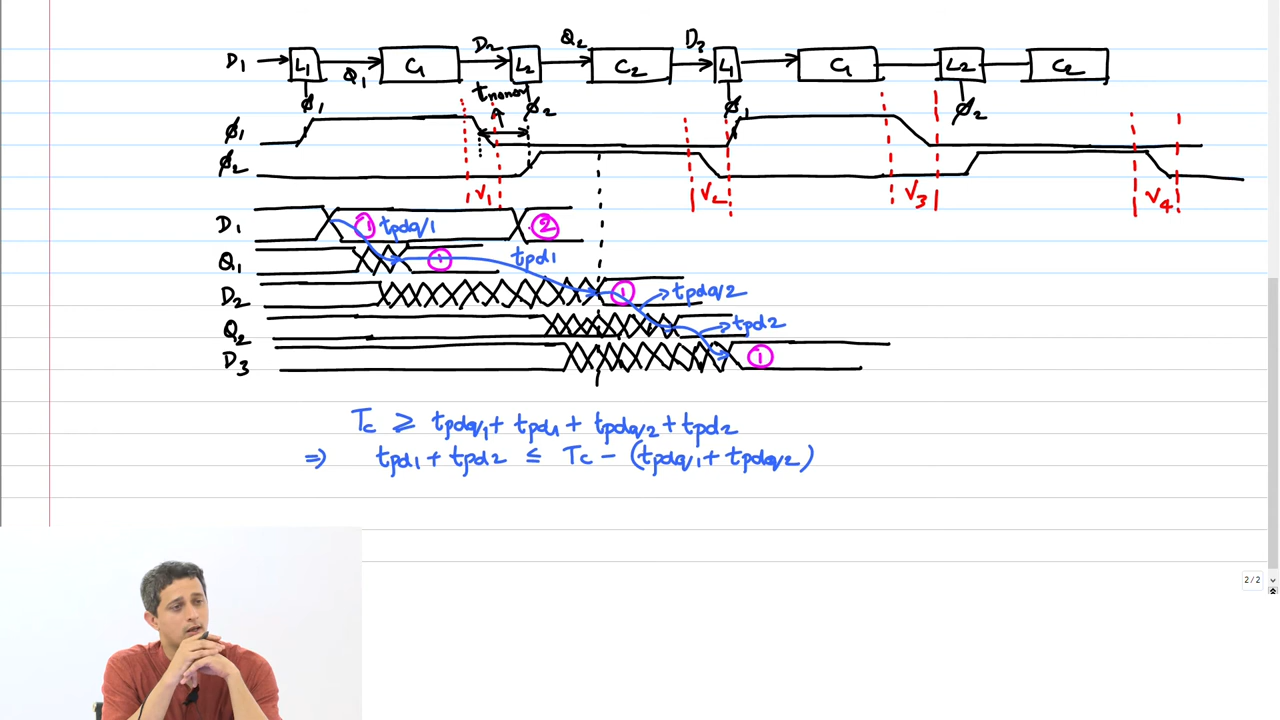 D1 L1 Q1 C1 D2 L2 Q2 C2 D3 L1 C1 L2 C2
ϕ1 ϕ2 ϕ1 ϕ2
tnonov
ϕ1
ϕ2
V1 V2 V3 V4
D1 ① tpdq1 ②
Q1 ① tpd1
D2 ① tpdq2
Q2 tpd2
D3 ①
Tc ≥ tpdq1 + tpd1 + tpdq2 + tpd2
⇒ tpd1 + tpd2 ≤ Tc - (tpdq1 + tpdq2)
2/2